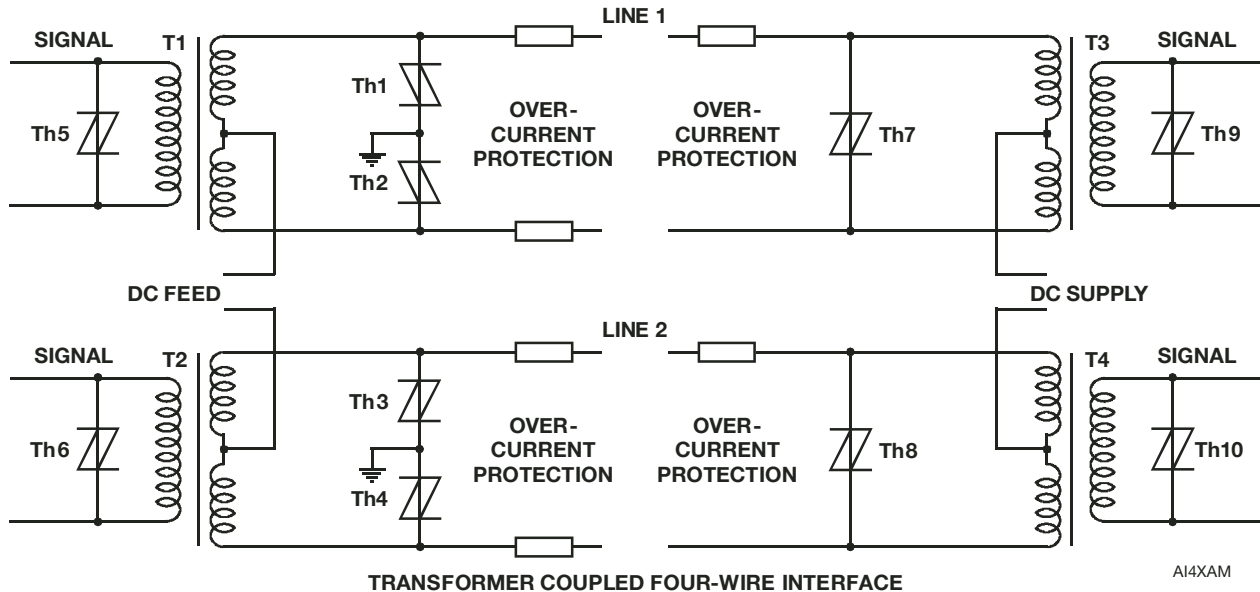 LINE 1
SIGNAL
T1
T3
SIGNAL
Th1
Th5
OVER-
CURRENT
PROTECTION
OVER-
CURRENT
PROTECTION
Th7
Th9
Th2
DC FEED
DC SUPPLY
LINE 2
SIGNAL
T2
T4
SIGNAL
Th3
Th6
OVER-
CURRENT
PROTECTION
OVER-
CURRENT
PROTECTION
Th8
Th10
Th4
TRANSFORMER COUPLED FOUR-WIRE INTERFACE
AI4XAM